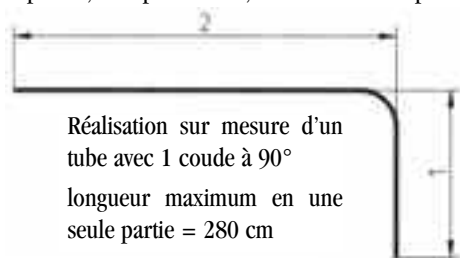 2
Réalisation sur mesure d'un
tube avec 1 coude à 90°
longueur maximum en une
seule partie = 280 cm
1